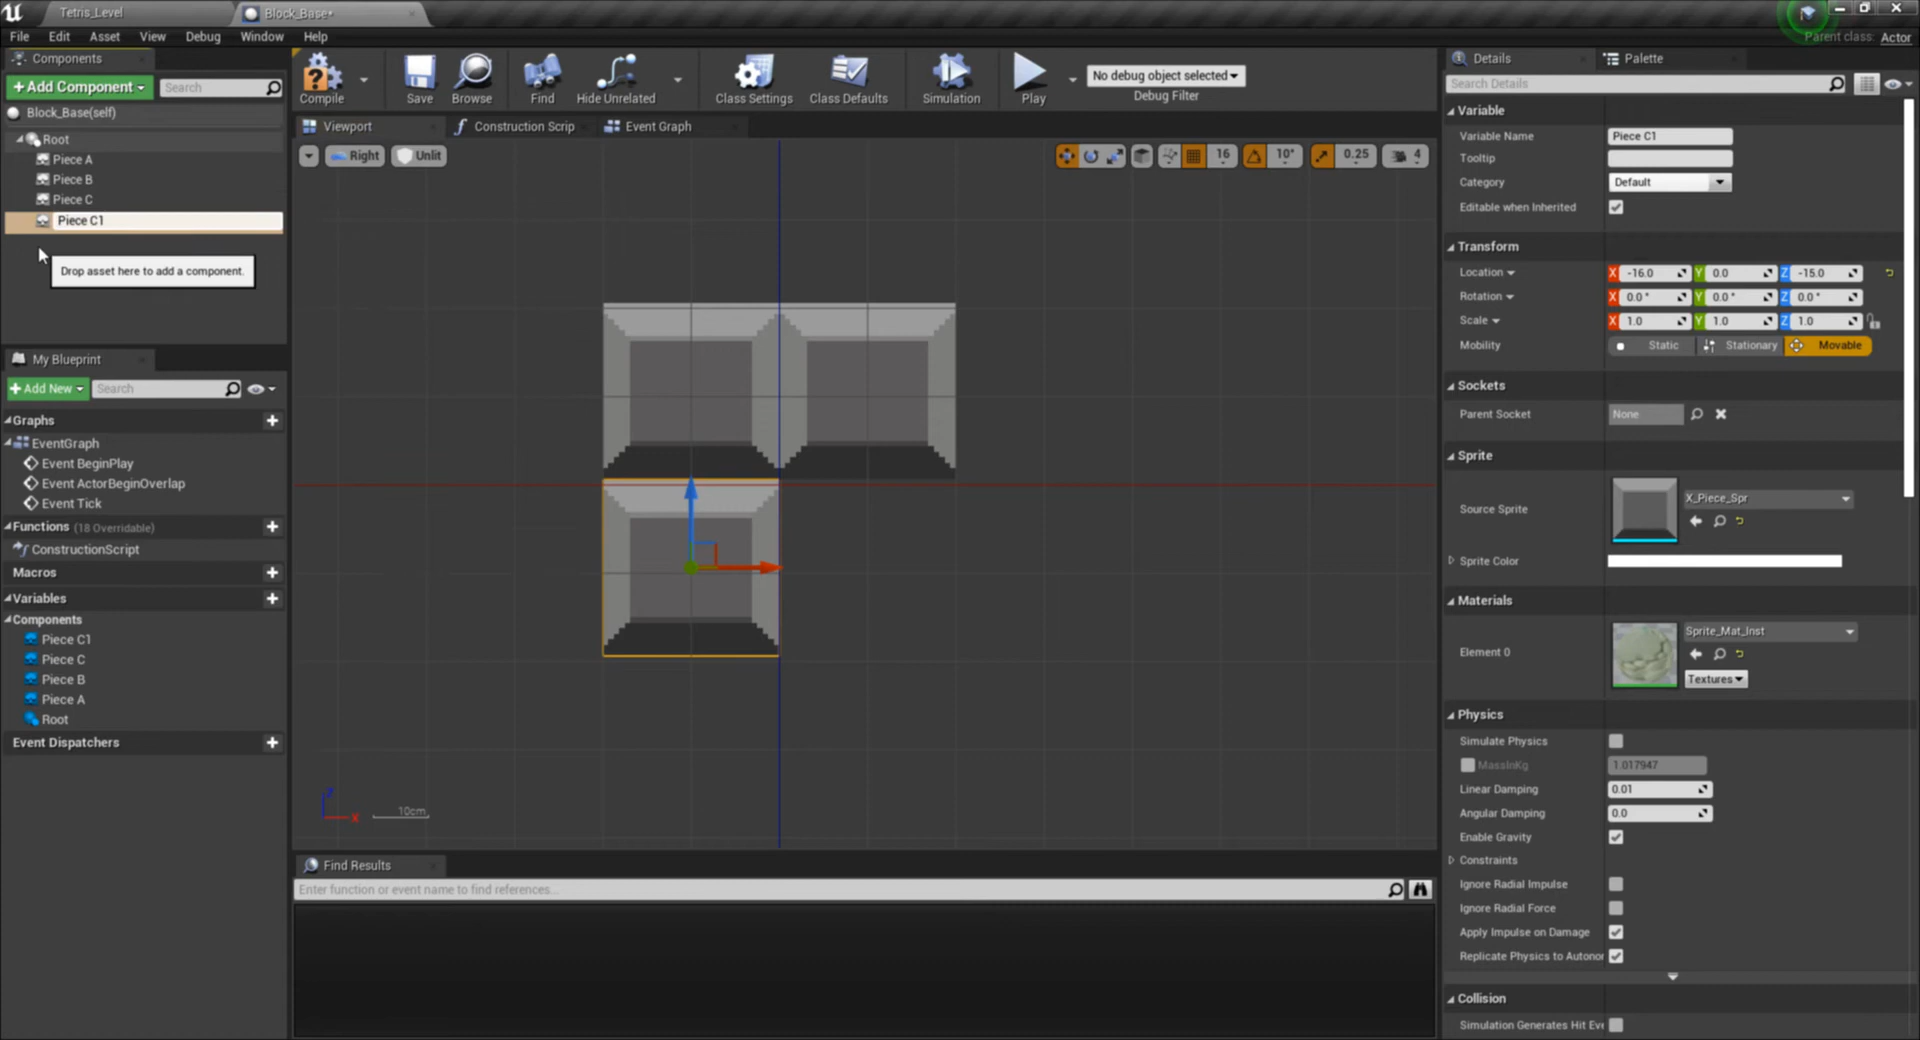 Tetris_Level
Block_Base*
File Edit Asset View Debug Window Help
Parent class: Actor
Components
+Add Component
Search
Block_Base(self)
Root
Piece A
Piece B
Piece C
Piece C1
Drop asset here to add a component.
My Blueprint
+Add New
Search
Graphs
EventGraph
Event BeginPlay
Event ActorBeginOverlap
Event Tick
Functions (18 Overridable)
ConstructionScript
Macros
Variables
Components
Piece C1
Piece C
Piece B
Piece A
Root
Event Dispatchers
Compile
Save
Browse
Find
Hide Unrelated
Class Settings
Class Defaults
Simulation
Play
No debug object selected
Debug Filter
Viewport
Construction Scrip
Event Graph
Right
Unlit
16
10°
0.25
4
Z
X
10cm
Find Results
Enter function or event name to find references...
Details
Palette
Search Details
Variable
Variable Name Piece C1
Tooltip
Category Default
Editable when Inherited
Transform
Location X -16.0 Y 0.0 Z -15.0
Rotation X 0.0° Y 0.0° Z 0.0°
Scale X 1.0 Y 1.0 Z 1.0
Mobility Static Stationary Movable
Sockets
Parent Socket None
Sprite
Source Sprite
X_Piece_Spr
Sprite Color
Materials
Element 0
Sprite_Mat_Inst
Textures
Physics
Simulate Physics
MassInKg 1.017947
Linear Damping 0.01
Angular Damping 0.0
Enable Gravity
Constraints
Ignore Radial Impulse
Ignore Radial Force
Apply Impulse on Damage
Replicate Physics to Autonor
Collision
Simulation Generates Hit Eve